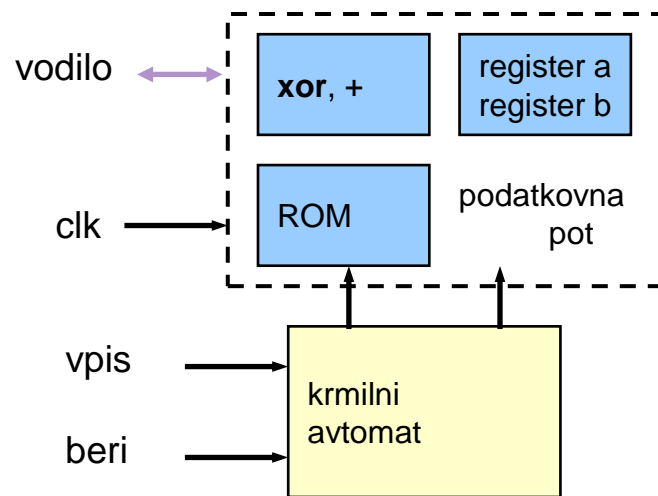 vodilo
xor, +
register a
register b
clk
ROM
podatkovna
pot
vpis
beri
krmilni
avtomat